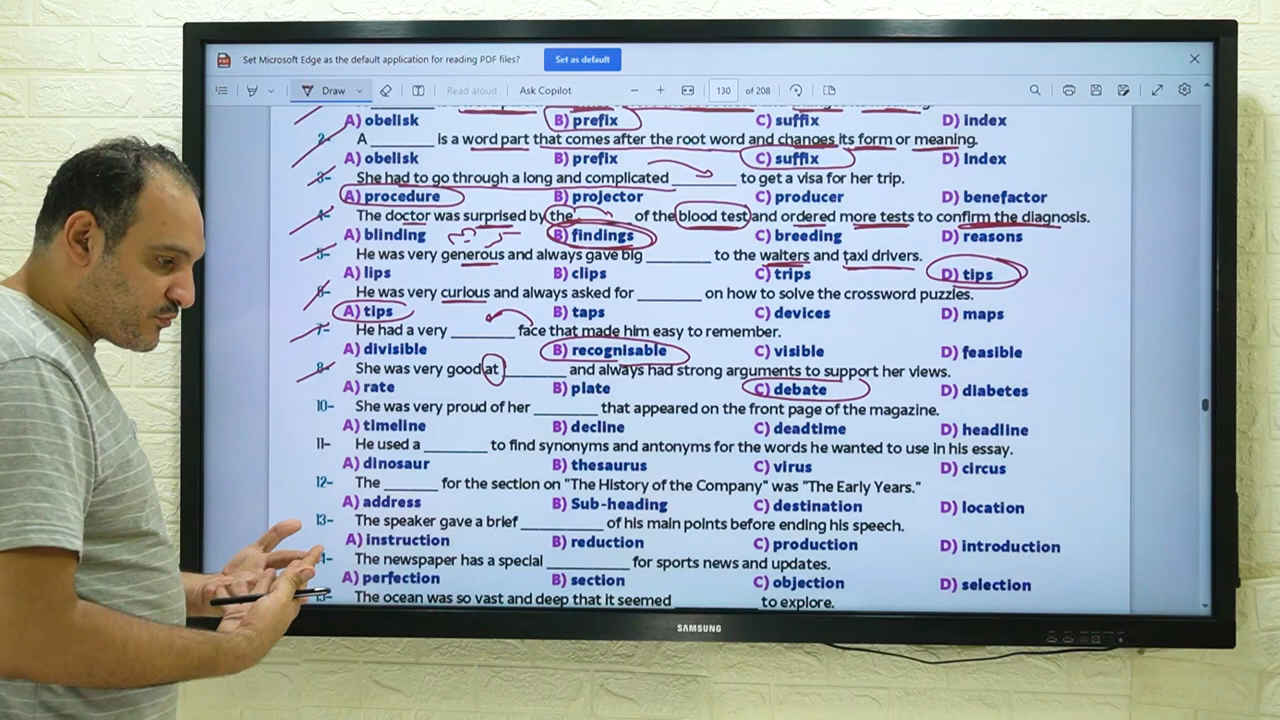 Set Microsoft Edge as the default application for reading PDF files?
Set as default
Draw
Read aloud
Ask Copilot
130 of 208
A) obelisk B) prefix C) suffix D) index
2- A ________ is a word part that comes after the root word and changes its form or meaning.
A) obelisk B) prefix C) suffix D) Index
3- She had to go through a long and complicated ________ to get a visa for her trip.
A) procedure B) projector C) producer D) benefactor
4- The doctor was surprised by the ________ of the blood test and ordered more tests to confirm the diagnosis.
A) blinding B) findings C) breeding D) reasons
5- He was very generous and always gave big ________ to the waiters and taxi drivers.
A) lips B) clips C) trips D) tips
6- He was very curious and always asked for ________ on how to solve the crossword puzzles.
A) tips B) taps C) devices D) maps
7- He had a very ________ face that made him easy to remember.
A) divisible B) recognisable C) visible D) feasible
8- She was very good at ________ and always had strong arguments to support her views.
A) rate B) plate C) debate D) diabetes
10- She was very proud of her ________ that appeared on the front page of the magazine.
A) timeline B) decline C) deadtime D) headline
11- He used a ________ to find synonyms and antonyms for the words he wanted to use in his essay.
A) dinosaur B) thesaurus C) virus D) circus
12- The _______ for the section on "The History of the Company" was "The Early Years."
A) address B) Sub-heading C) destination D) location
13- The speaker gave a brief __________ of his main points before ending his speech.
A) instruction B) reduction C) production D) introduction
The newspaper has a special __________ for sports news and updates.
A) perfection B) section C) objection D) selection
15- The ocean was so vast and deep that it seemed __________ to explore.
SAMSUNG